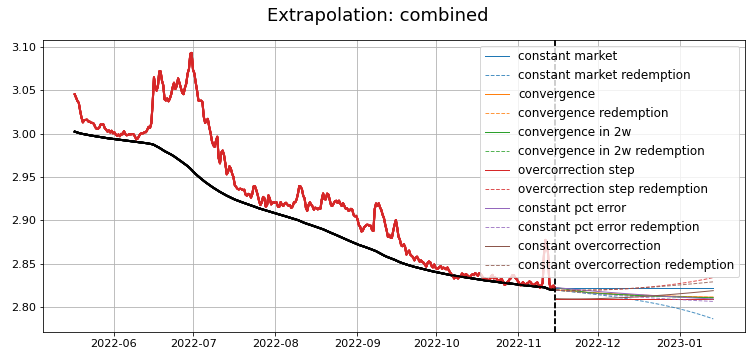 Extrapolation: combined
3.10
3.05
3.00
2.95
2.90
2.85
2.80
constant market
constant market redemption
convergence
convergence redemption
convergence in 2w
convergence in 2w redemption
overcorrection step
overcorrection step redemption
constant pct error
constant pct error redemption
constant overcorrection
constant overcorrection redemption
2022-06
2022-07
2022-08
2022-09
2022-10
2022-11
2022-12
2023-01